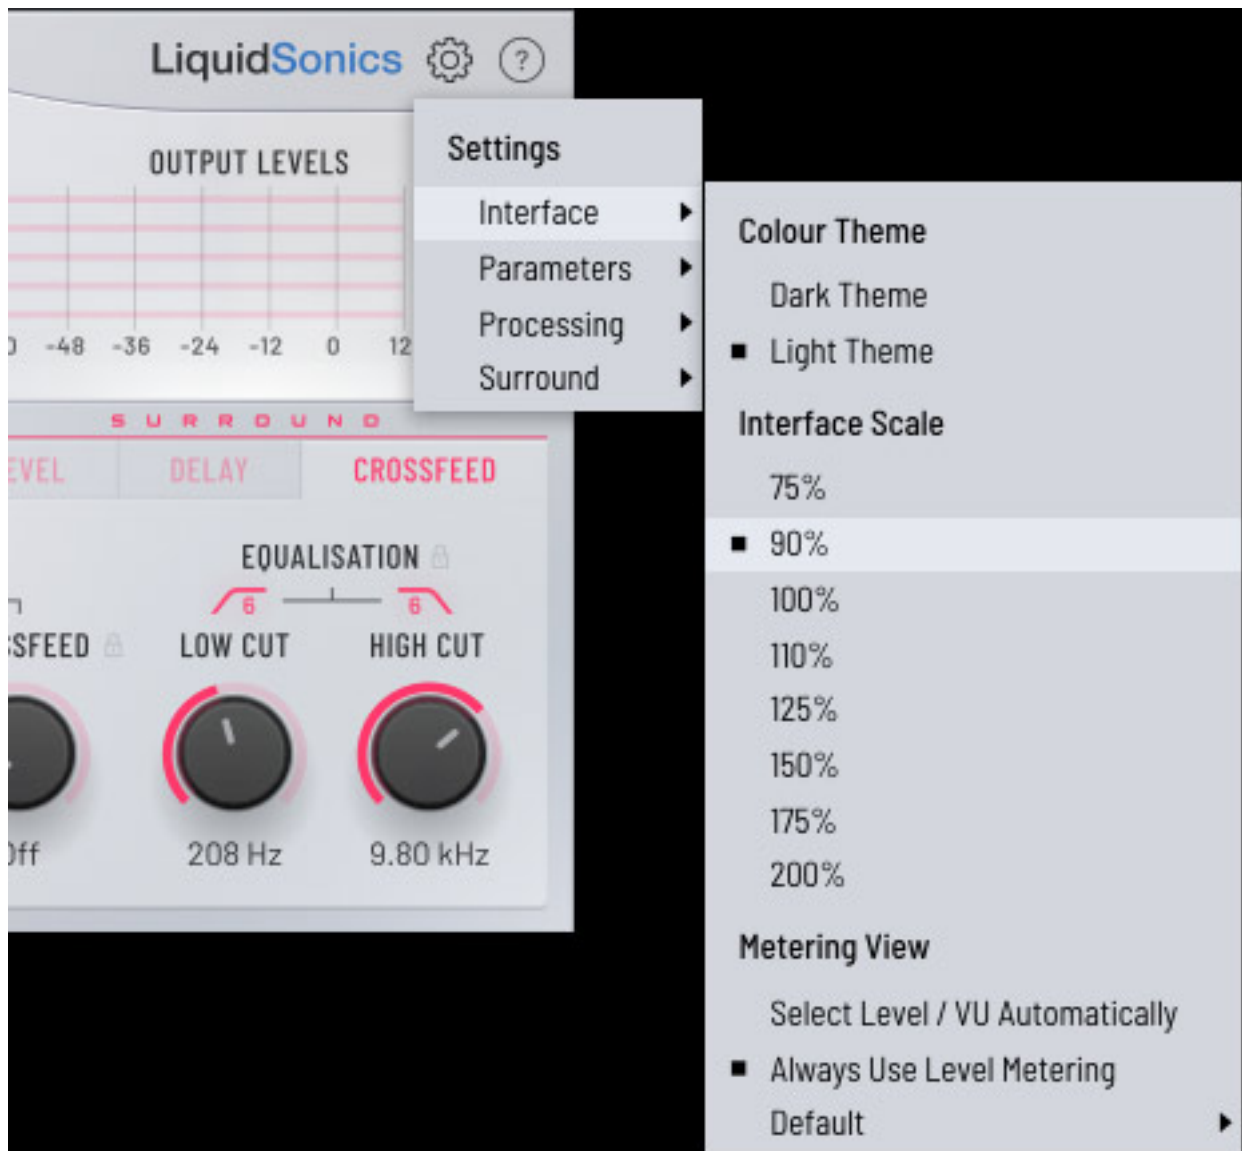 LiquidSonics
?
OUTPUT LEVELS
-48 -36 -24 -12 0 12
SURROUND
DELAY CROSSFEED
EQUALISATION
6 6
LOW CUT HIGH CUT
208 Hz 9.80 kHz
Settings
Interface
Parameters
Processing
Surround
Colour Theme
Dark Theme
Light Theme
Interface Scale
75%
90%
100%
110%
125%
150%
175%
200%
Metering View
Select Level / VU Automatically
Always Use Level Metering
Default